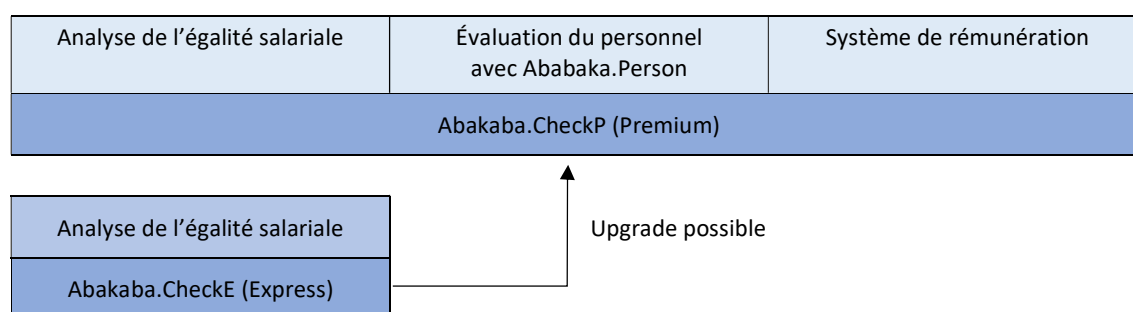 Analyse de l’égalité salariale
Évaluation du personnel
avec Ababaka.Person
Système de rémunération
Abakaba.CheckP (Premium)
Analyse de l’égalité salariale
Upgrade possible
Abakaba.CheckE (Express)